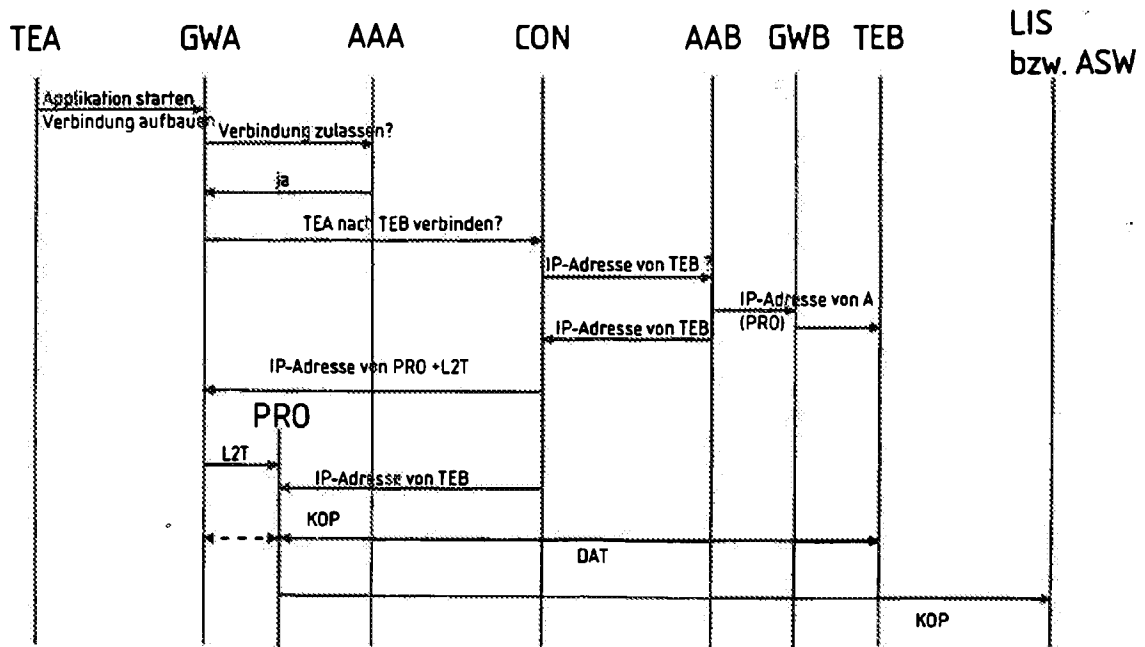 TEA GWA AAA CON AAB GWB TEB LIS
bzw. ASW
Applikation starten
Verbindung aufbauen
Verbindung zulassen?
ja
TEA nach TEB verbinden?
IP-Adresse von TEB ?
IP-Adresse von A
(PRO)
IP-Adresse von TEB
IP-Adresse von PRO +L2T
PRO
L2T
IP-Adresse von TEB
KOP
DAT
KOP